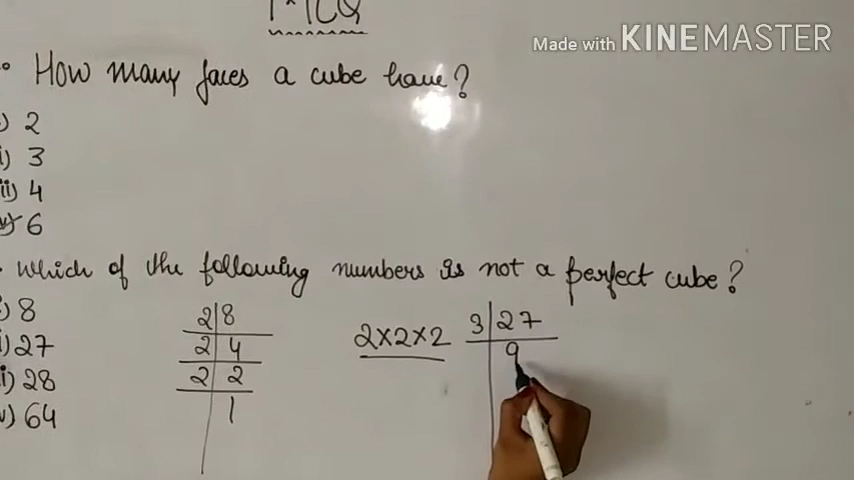 MCQ
Made with KINEMASTER
How many faces a cube have?
) 2
i) 3
ii) 4
v) 6
. Which of the following numbers is not a perfect cube?
i) 8
i) 27
i) 28
v) 64
2 8
2 4
2 2
1
2×2×2
3 27
9